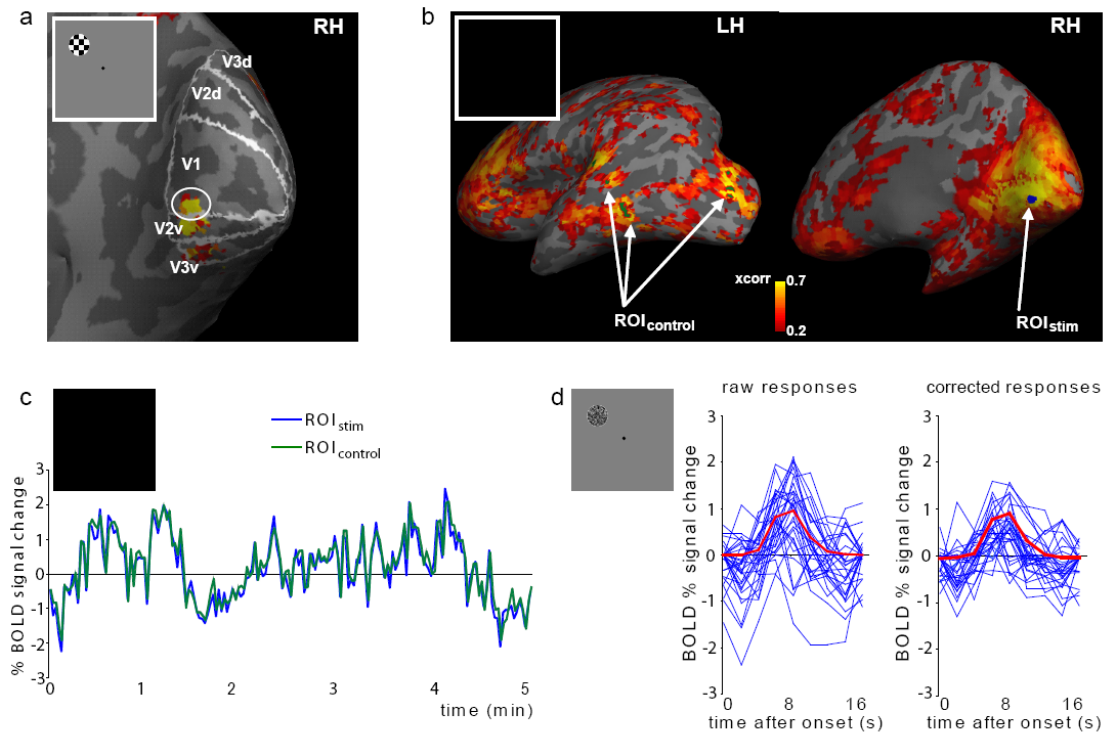 a
RH
V3d
V2d
V1
V2v
V3v
b
LH
RH
xcorr
0.7
0.2
ROIcontrol
ROIstim
c
ROIstim
ROIcontrol
% BOLD signal change
3
2
1
0
-1
-2
-3
0 1 2 3 4 5
time (min)
d
raw responses
BOLD % signal change
3
2
1
0
-1
-2
-3
0 8 16
time after onset (s)
corrected responses
BOLD % signal change
3
2
1
0
-1
-2
-3
0 8 16
time after onset (s)